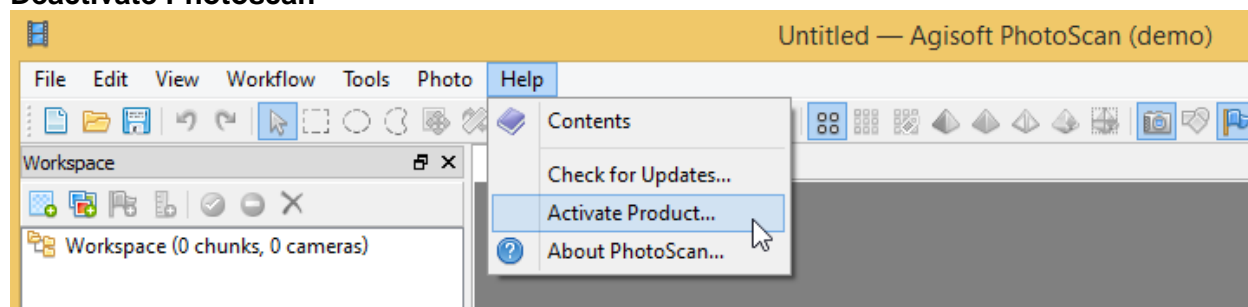 Deactivate Photoscan
Untitled — Agisoft PhotoScan (demo)
File Edit View Workflow Tools Photo Help
Contents
Workspace
Check for Updates...
Activate Product...
Workspace (0 chunks, 0 cameras)
About PhotoScan...